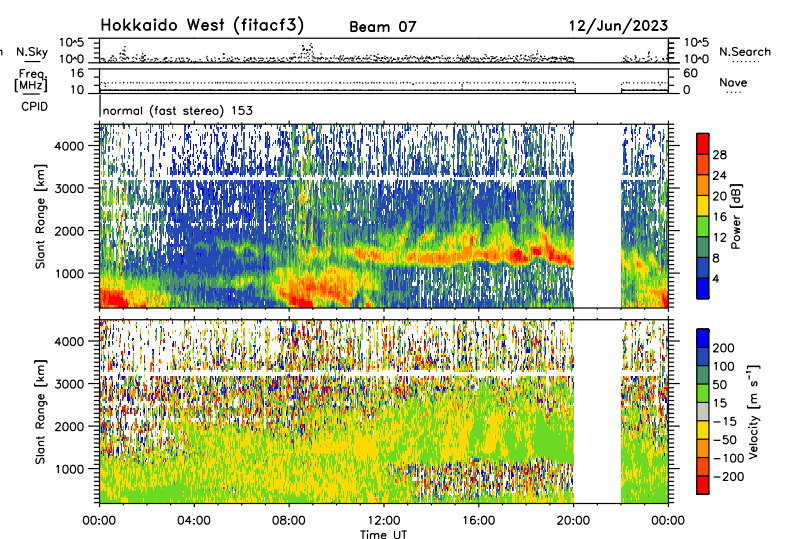 Hokkaido West (fitacf3) Beam 07 12/Jun/2023
n N.Sky 10^5 10^5 N.Search
10^0 10^0
Freq. 16 60
[MHz] 10 0 Nave
CPID normal (fast stereo) 153
Slant Range [km]
4000
3000
2000
1000
28
24
20
16
12
8
4
Power [dB]
Slant Range [km]
4000
3000
2000
1000
200
100
50
15
-15
-50
-100
-200
Velocity [m s⁻¹]
00:00 04:00 08:00 12:00 16:00 20:00 00:00
Time UT